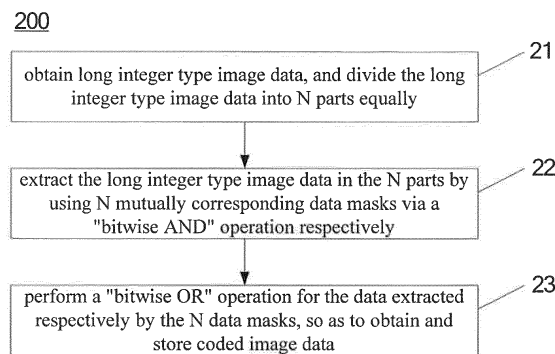 200
21
obtain long integer type image data, and divide the long
integer type image data into N parts equally
22
extract the long integer type image data in the N parts by
using N mutually corresponding data masks via a
"bitwise AND" operation respectively
23
perform a "bitwise OR" operation for the data extracted
respectively by the N data masks, so as to obtain and
store coded image data